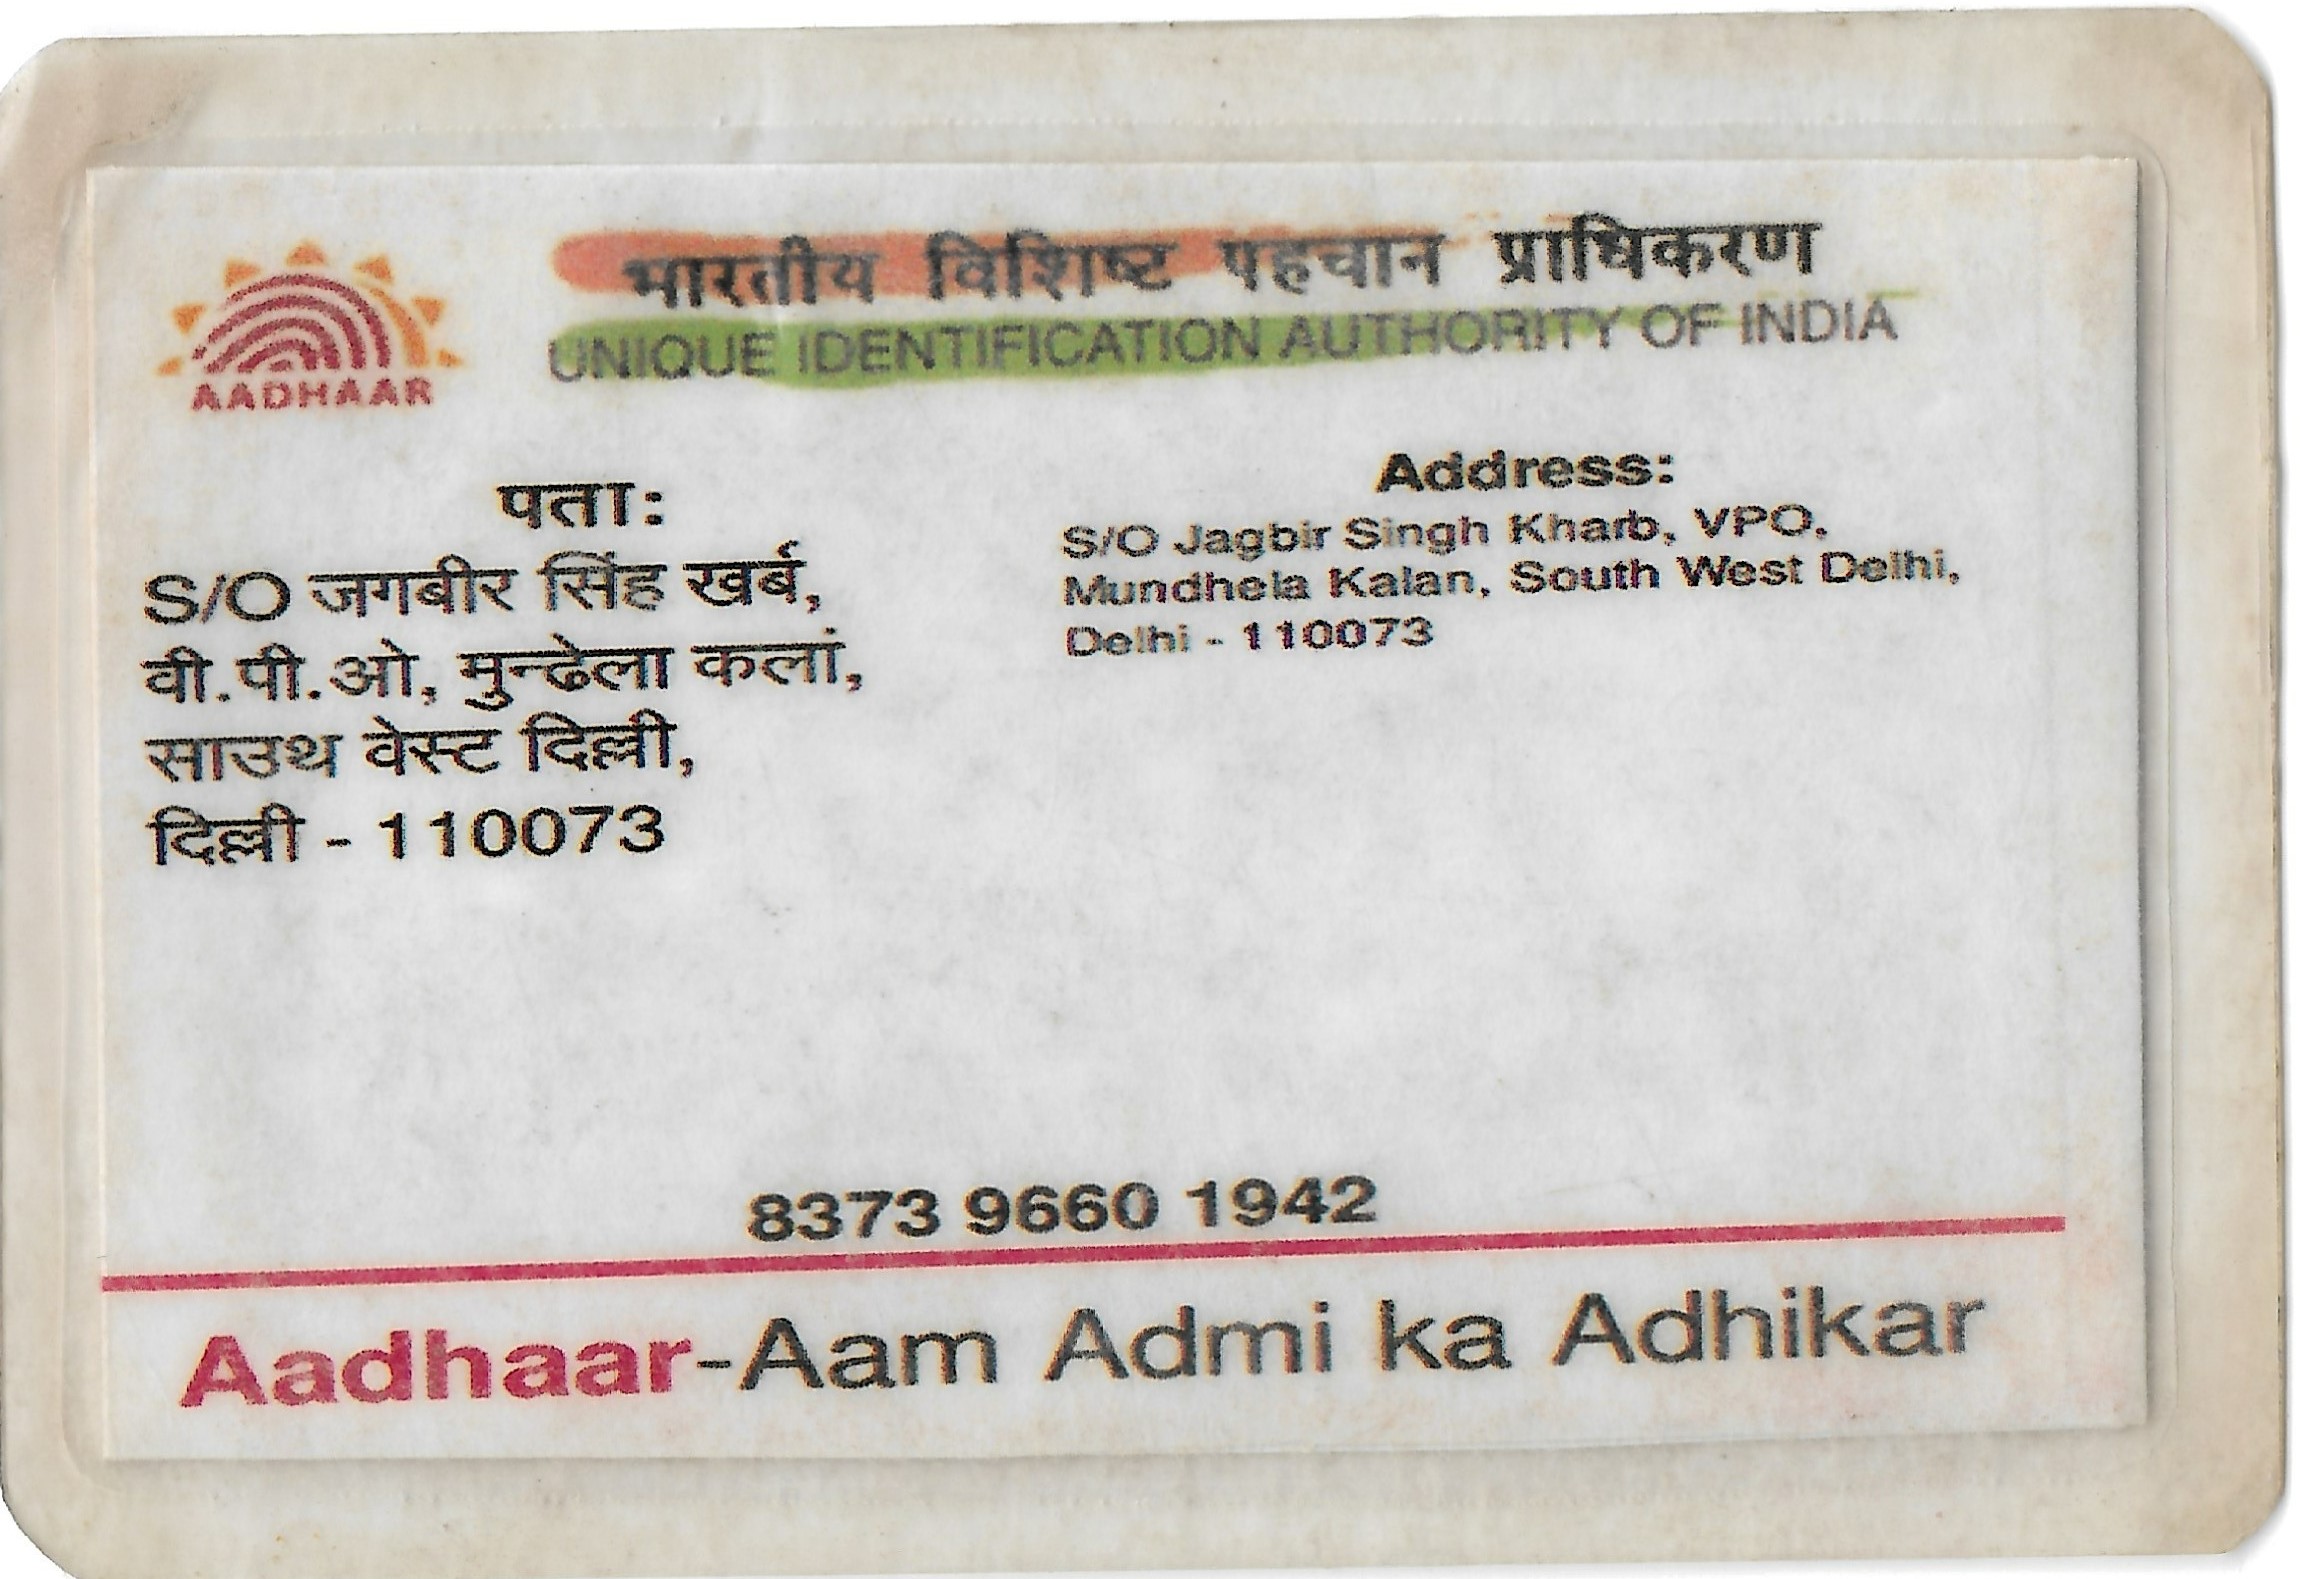 AADHAAR
भारतीय विशिष्ट पहचान प्राधिकरण
UNIQUE IDENTIFICATION AUTHORITY OF INDIA
पता:
S/O जगबीर सिंह खर्ब,
वी.पी.ओ, मुन्ढेला कलां,
साउथ वेस्ट दिल्ली,
दिल्ली - 110073
Address:
S/O Jagbir Singh Kharb, VPO,
Mundhela Kalan, South West Delhi,
Delhi - 110073
8373 9660 1942
Aadhaar-Aam Admi ka Adhikar